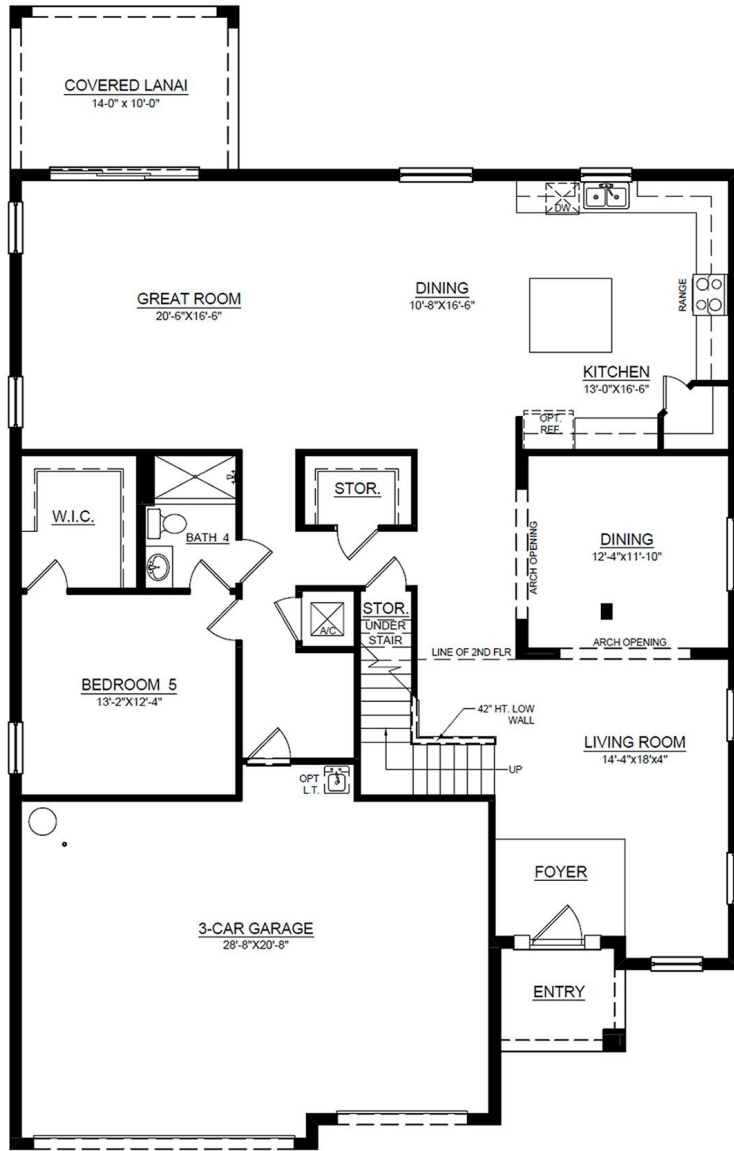 COVERED LANAI
14-0" x 10'-0"
DW
GREAT ROOM
20'-6"X16'-6"
DINING
10'-8"X16'-6"
RANGE
KITCHEN
13'-0"X16'-6"
OPT.
REF.
W.I.C.
BATH 4
STOR.
ARCH OPENING
DINING
12'-4"x11'-10"
A/C
STOR.
UNDER
STAIR
ARCH OPENING
LINE OF 2ND FLR
BEDROOM 5
13'-2"X12'-4"
42" HT. LOW
WALL
LIVING ROOM
14'-4"x18'x4"
UP
OPT
L.T.
FOYER
3-CAR GARAGE
28'-8"X20'-8"
ENTRY